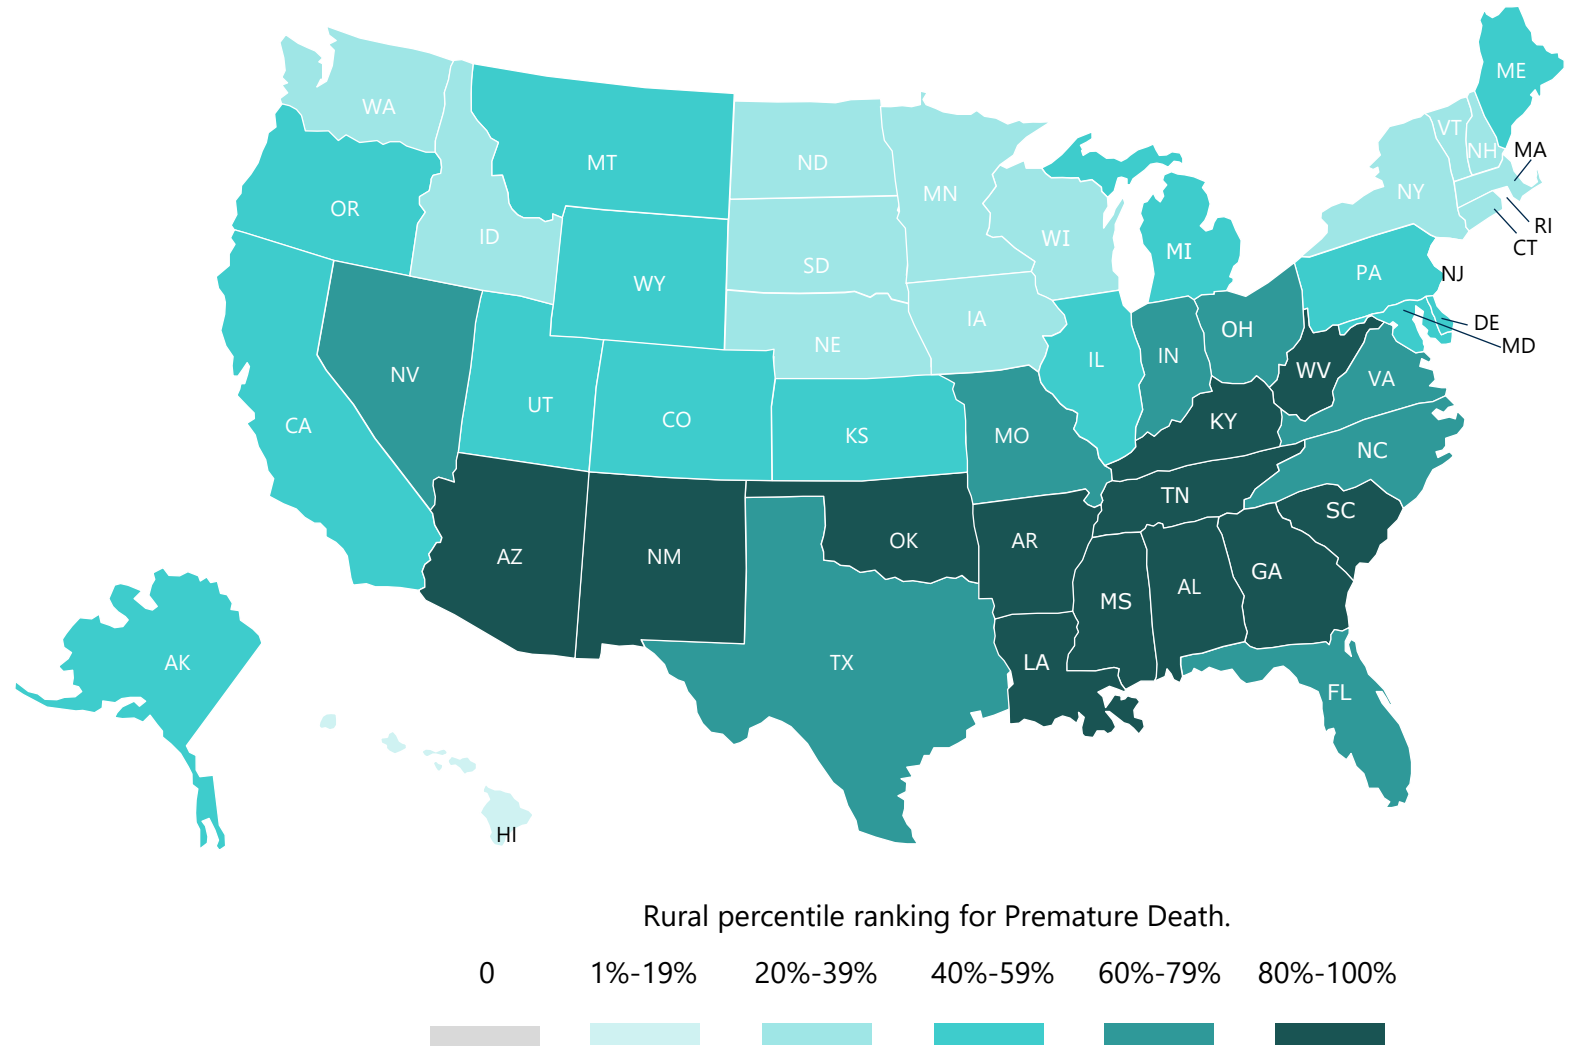 ME
WA
VT
NH
MA
MT
ND
MN
NY
OR
ID
WI
RI
CT
MI
SD
PA
NJ
WY
IA
DE
OH
MD
NE
IN
IL
WV
VA
NV
UT
CO
KS
MO
KY
CA
NC
TN
SC
AZ
NM
OK
AR
GA
MS
AL
AK
TX
LA
FL
HI
Rural percentile ranking for Premature Death.
0 1%-19% 20%-39% 40%-59% 60%-79% 80%-100%